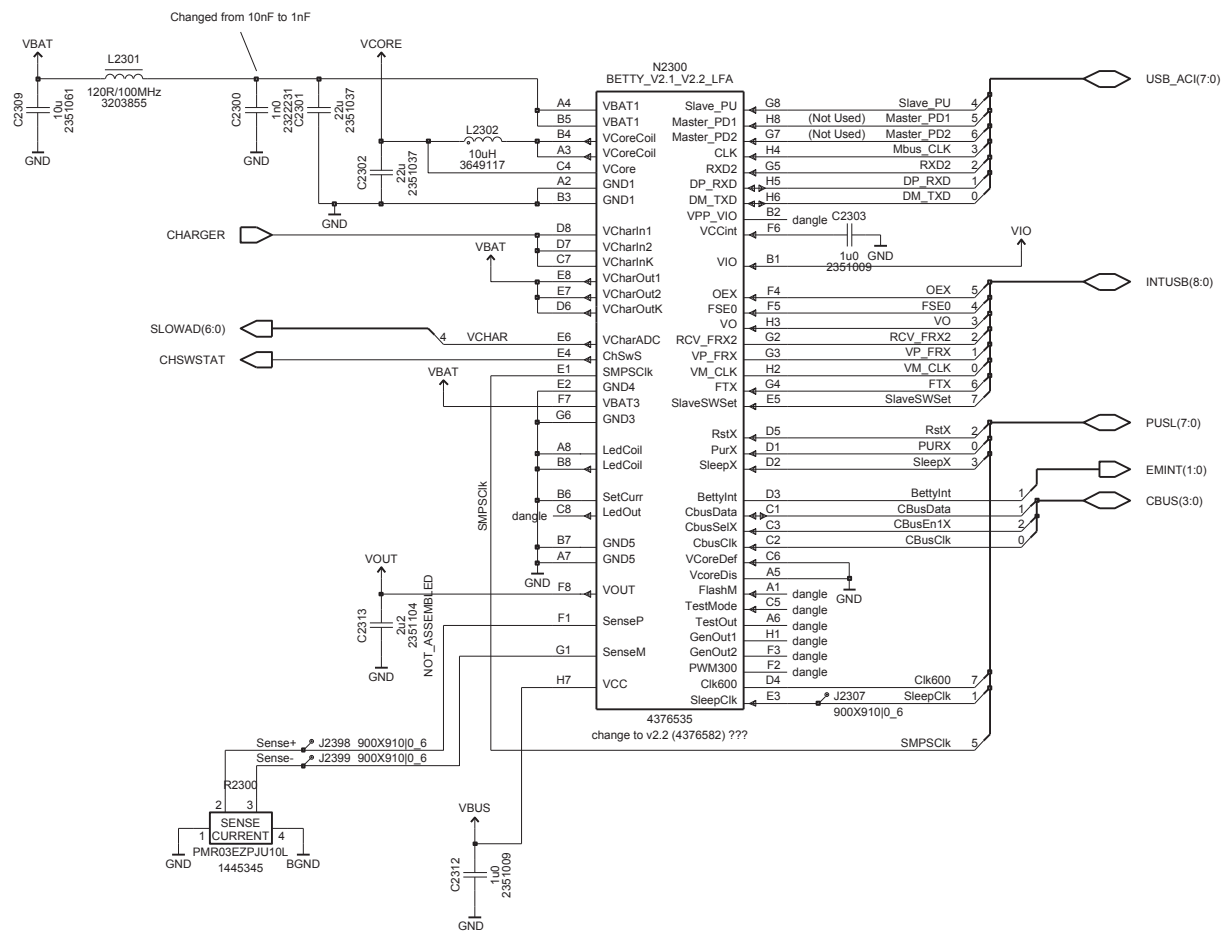 Changed from 10nF to 1nF
VBAT
L2301
120R/100MHz
3203855
C2309
10u
2351061
GND
C2300
1n0
2322231
GND
C2301
22u
2351037
GND
VCORE
L2302
10uH
3649117
C2302
22u
2351037
N2300
BETTY_V2.1_V2.2_LFA
A4 VBAT1
B5 VBAT1
B4 VCoreCoil
A3 VCoreCoil
C4 VCore
A2 GND1
B3 GND1
CHARGER
D8 VCharIn1
D7 VCharIn2
C7 VCharInK
VBAT
E8 VCharOut1
E7 VCharOut2
D6 VCharOutK
SLOWAD(6:0)
4 VCHAR E6 VCharADC
CHSWSTAT
E4 ChSwS
E1 SMPSClk
E2 GND4
VBAT
F7 VBAT3
G6 GND3
A8 LedCoil
B8 LedCoil
SMPSClk
B6 SetCurr
dangle C8 LedOut
B7 GND5
A7 GND5
GND
VOUT
F8 VOUT
C2313
2u2
2351104
NOT_ASSEMBLED
GND
F1 SenseP
G1 SenseM
H7 VCC
Slave_PU G8 Slave_PU 4
Master_PD1 H8 (Not Used) Master_PD1 5
Master_PD2 G7 (Not Used) Master_PD2 6
CLK H4 Mbus_CLK 3
RXD2 G5 RXD2 2
DP_RXD H5 DP_RXD 1
DM_TXD H6 DM_TXD 0
USB_ACI(7:0)
VPP_VIO B2 dangle
VCCint F6
C2303
1u0
2351009
GND
VIO B1
VIO
OEX F4 OEX 5
FSE0 F5 FSE0 4
VO H3 VO 3
RCV_FRX2 G2 RCV_FRX2 2
VP_FRX G3 VP_FRX 1
VM_CLK H2 VM_CLK 0
FTX G4 FTX 6
SlaveSWSet E5 SlaveSWSet 7
INTUSB(8:0)
RstX D5 RstX 2
PurX D1 PURX 0
SleepX D2 SleepX 3
PUSL(7:0)
BettyInt D3 BettyInt 1
EMINT(1:0)
CbusData C1 CBusData 1
CbusSelX C3 CBusEn1X 2
CbusClk C2 CBusClk 0
CBUS(3:0)
VCoreDef C6
VcoreDis A5
GND
FlashM A1 dangle
TestMode C5 dangle
TestOut A6 dangle
GenOut1 H1 dangle
GenOut2 F3 dangle
PWM300 F2 dangle
Clk600 D4 Clk600 7
SleepClk E3 J2307 SleepClk 1
900X910|0_6
4376535
change to v2.2 (4376582) ???
SMPSClk 5
Sense+ J2398 900X910|0_6
Sense- J2399 900X910|0_6
R2300
2 3
SENSE
CURRENT
1 4
GND
BGND
PMR03EZPJU10L
1445345
VBUS
C2312
1u0
2351009
GND